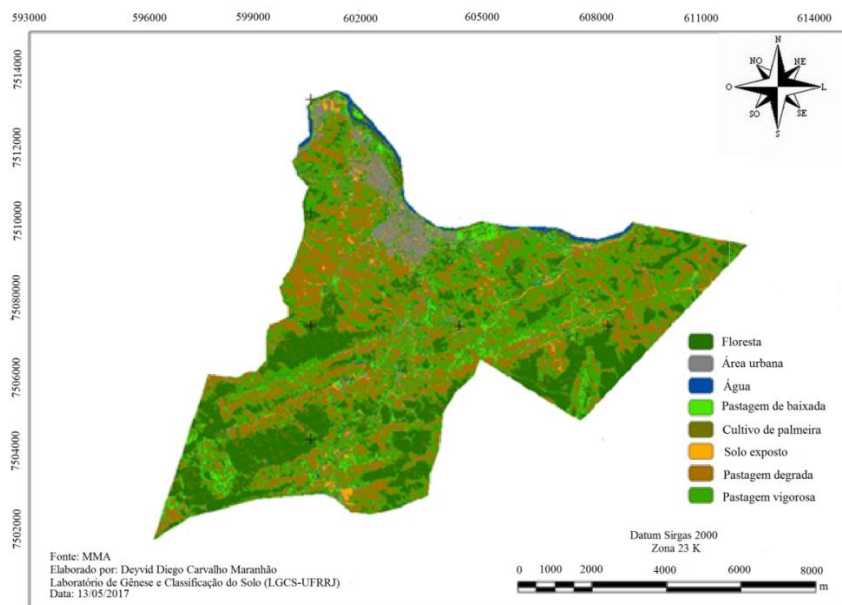 593000 596000 599000 602000 605000 608000 611000 614000
7514000
7512000
7510000
75080000
7506000
7504000
7502000
N
NO NE
O L
SO SE
S
Floresta
Área urbana
Água
Pastagem de baixada
Cultivo de palmeira
Solo exposto
Pastagem degrada
Pastagem vigorosa
Datum Sirgas 2000
Zona 23 K
0 1000 2000 4000 6000 8000
m
Fonte: MMA
Elaborado por: Deyvid Diego Carvalho Maranhão
Laboratório de Gênese e Classificação do Solo (LGCS-UFRRJ)
Data: 13/05/2017